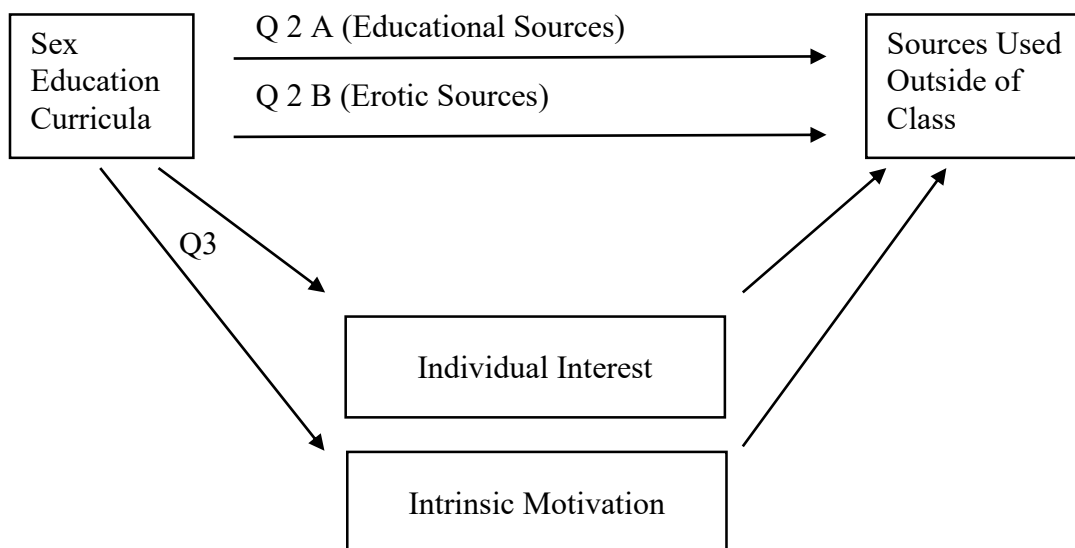 Sex
Education
Curricula
Q 2 A (Educational Sources)
Q 2 B (Erotic Sources)
Sources Used
Outside of
Class
Q3
Individual Interest
Intrinsic Motivation